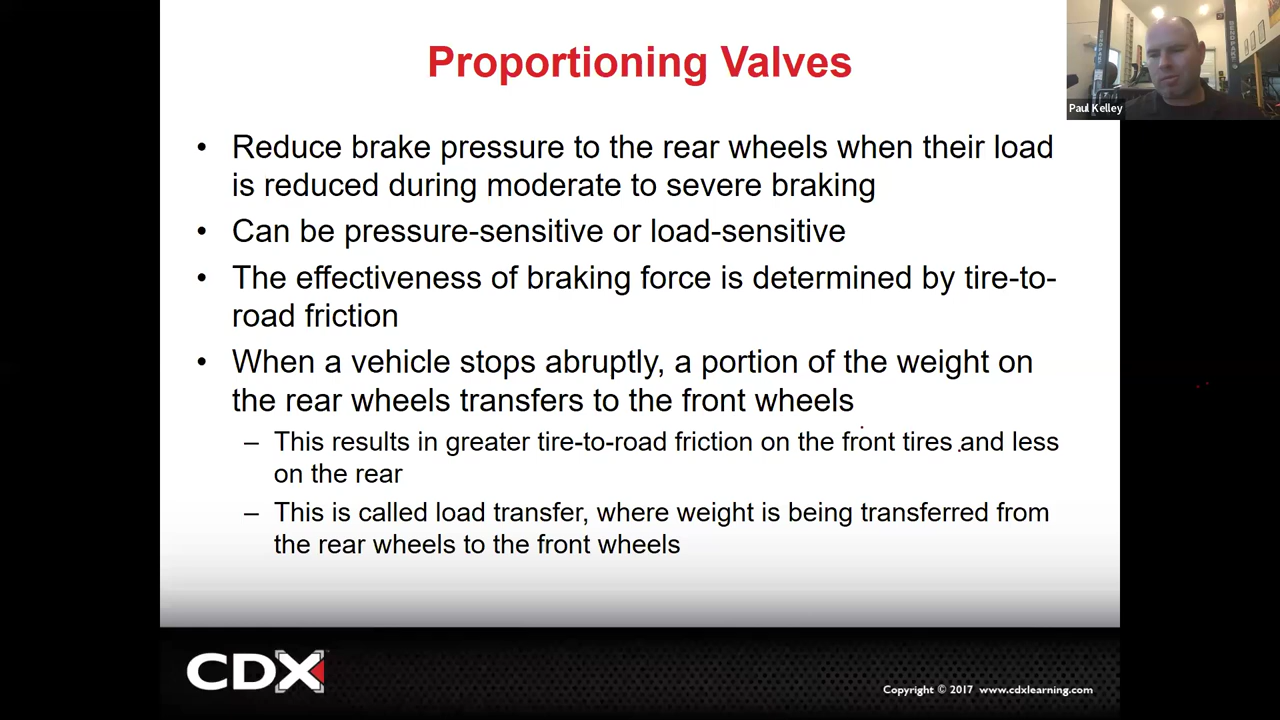 Proportioning Valves
Paul Kelley
• Reduce brake pressure to the rear wheels when their load
is reduced during moderate to severe braking
• Can be pressure-sensitive or load-sensitive
• The effectiveness of braking force is determined by tire-to-
road friction
• When a vehicle stops abruptly, a portion of the weight on
the rear wheels transfers to the front wheels
– This results in greater tire-to-road friction on the front tires and less
on the rear
– This is called load transfer, where weight is being transferred from
the rear wheels to the front wheels
CDX
Copyright © 2017 www.cdxlearning.com
BENDPAK
BENDPAK